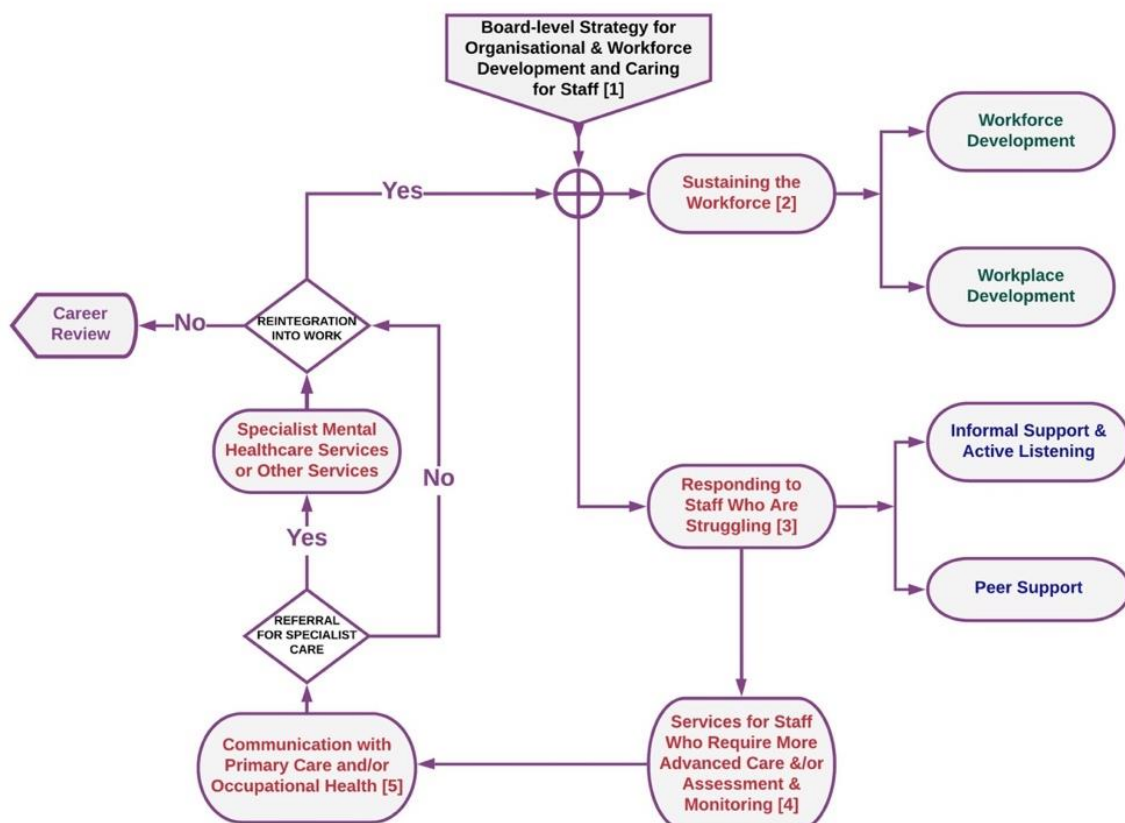 Board-level Strategy for
Organisational & Workforce
Development and Caring
for Staff [1]
Workforce
Development
Yes
Sustaining the
Workforce [2]
Workplace
Development
Career
Review
No
REINTEGRATION
INTO WORK
Specialist Mental
Healthcare Services
or Other Services
No
Informal Support &
Active Listening
Responding to
Staff Who Are
Struggling [3]
Yes
Peer Support
REFERRAL
FOR SPECIALIST
CARE
Communication with
Primary Care and/or
Occupational Health [5]
Services for Staff
Who Require More
Advanced Care &/or
Assessment &
Monitoring [4]